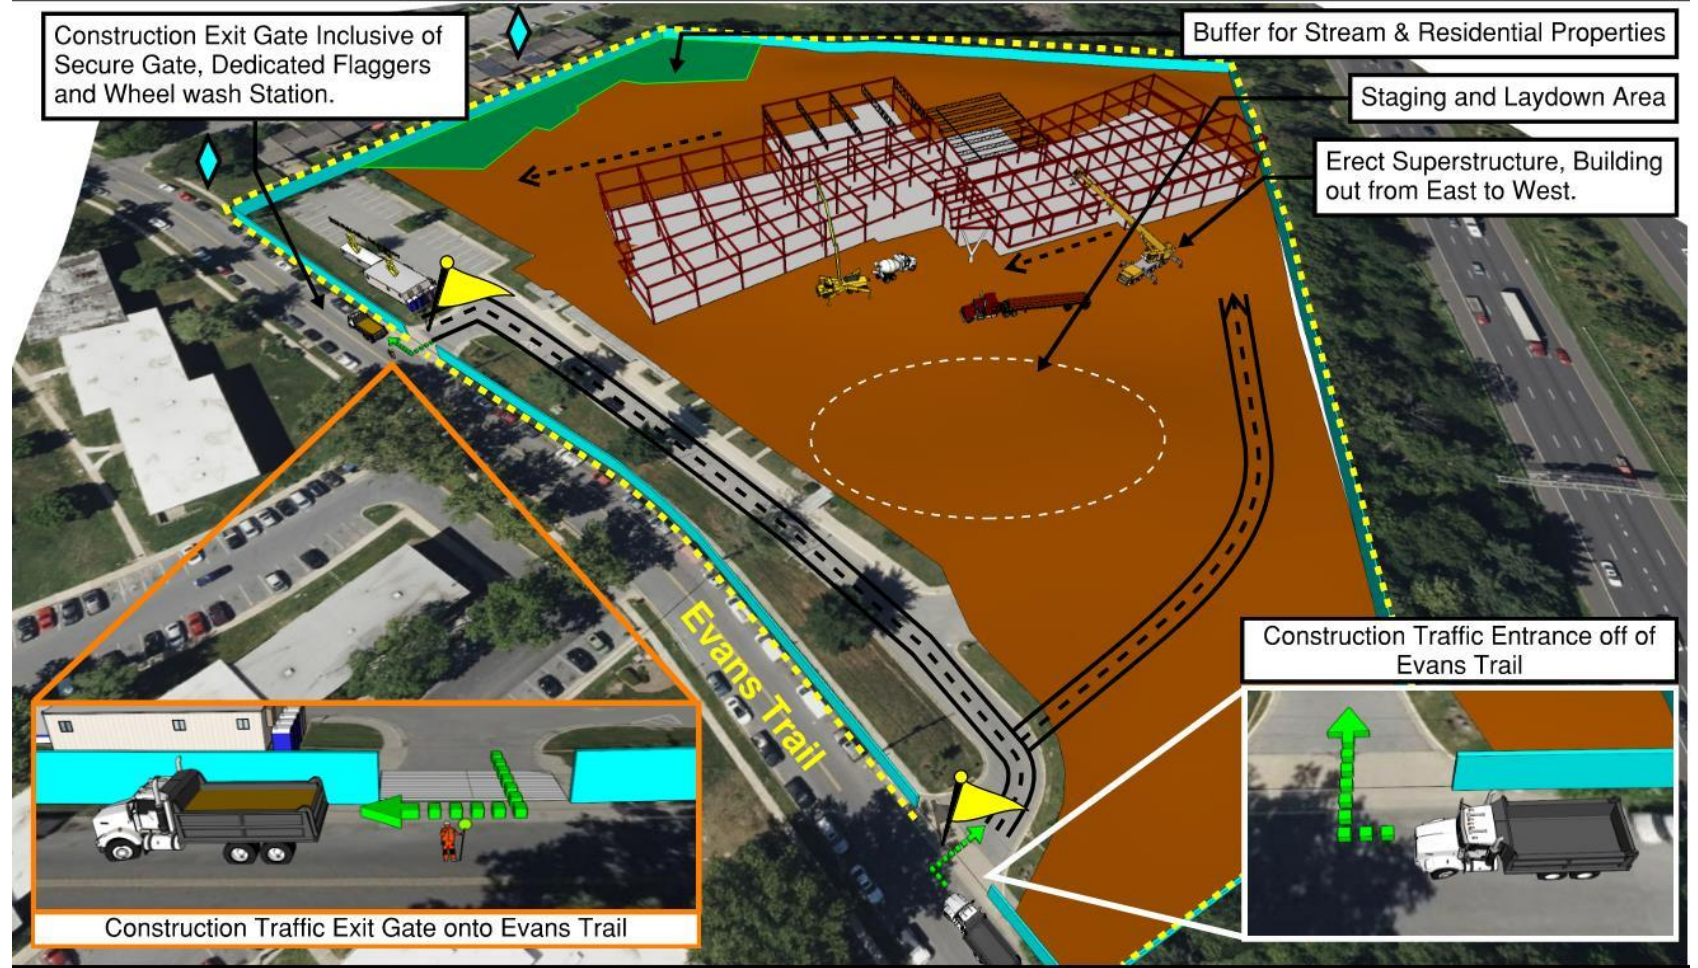 Construction Exit Gate Inclusive of
Secure Gate, Dedicated Flaggers
and Wheel wash Station.
Buffer for Stream & Residential Properties
Staging and Laydown Area
Erect Superstructure, Building
out from East to West.
Evans Trail
Construction Traffic Entrance off of
Evans Trail
Construction Traffic Exit Gate onto Evans Trail